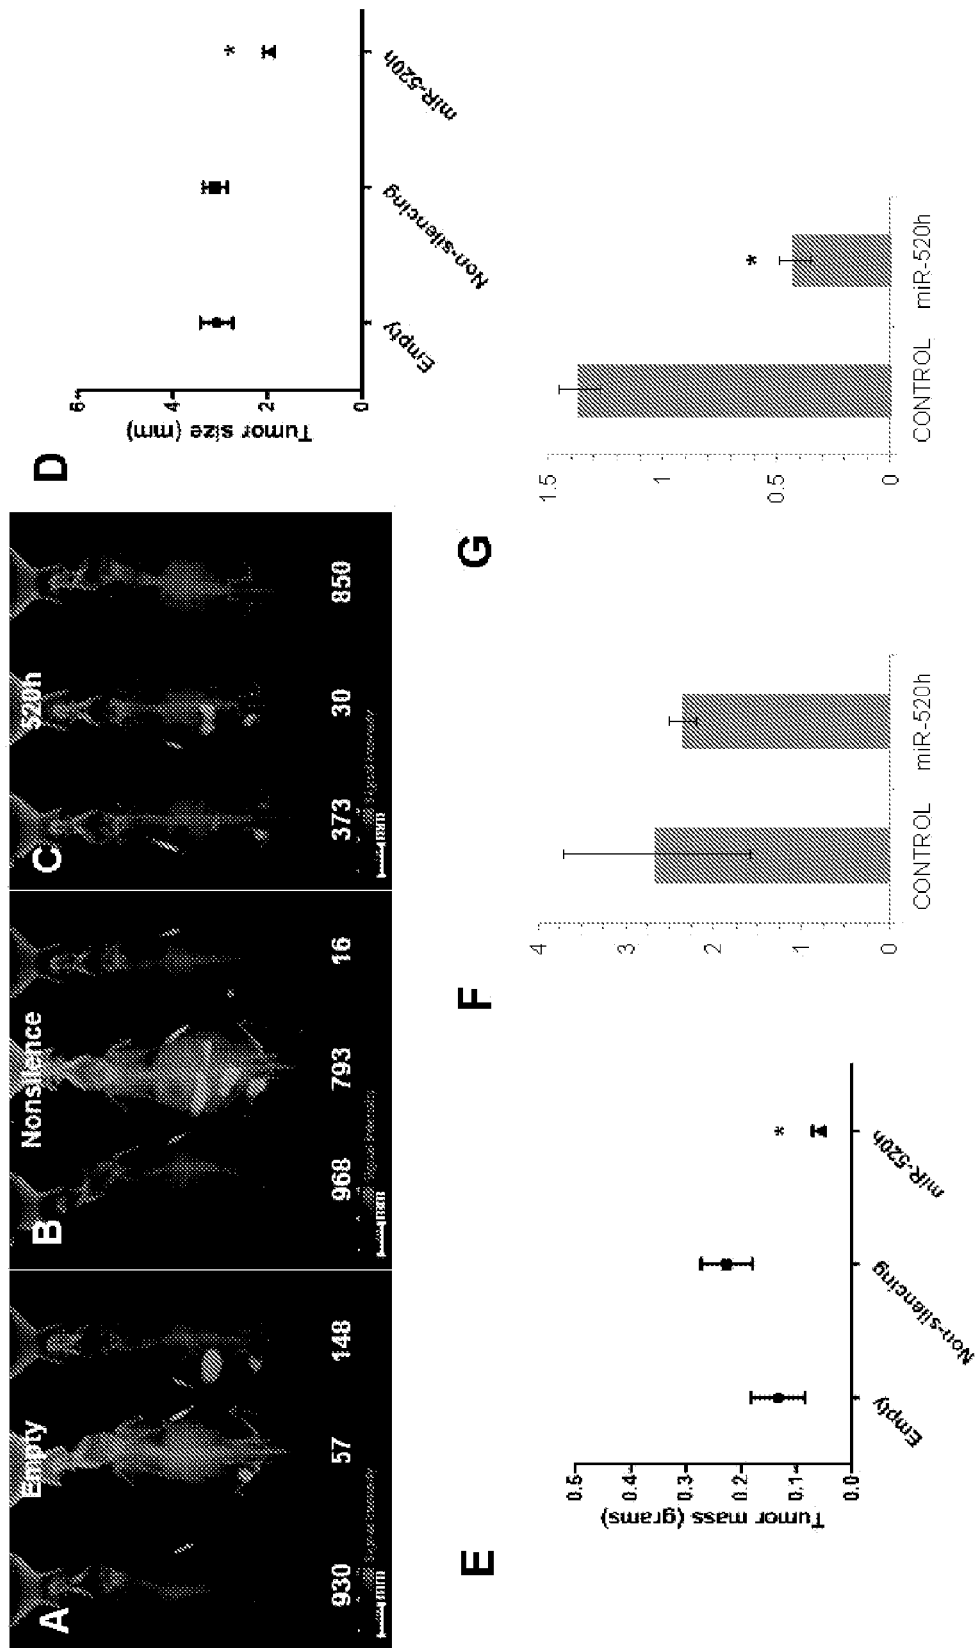 A
Empty
930
57
148
B
Nonsilence
968
793
16
C
520h
373
30
850
D
Tumor size (mm)
6
4
2
0
Empty
Non-silencing
miR-520h
*
E
Tumor mass (grams)
0.5
0.4
0.3
0.2
0.1
0.0
Empty
Non-silencing
miR-520h
*
F
4
3
2
1
0
CONTROL
miR-520h
G
1.5
1
0.5
0
CONTROL
miR-520h
*